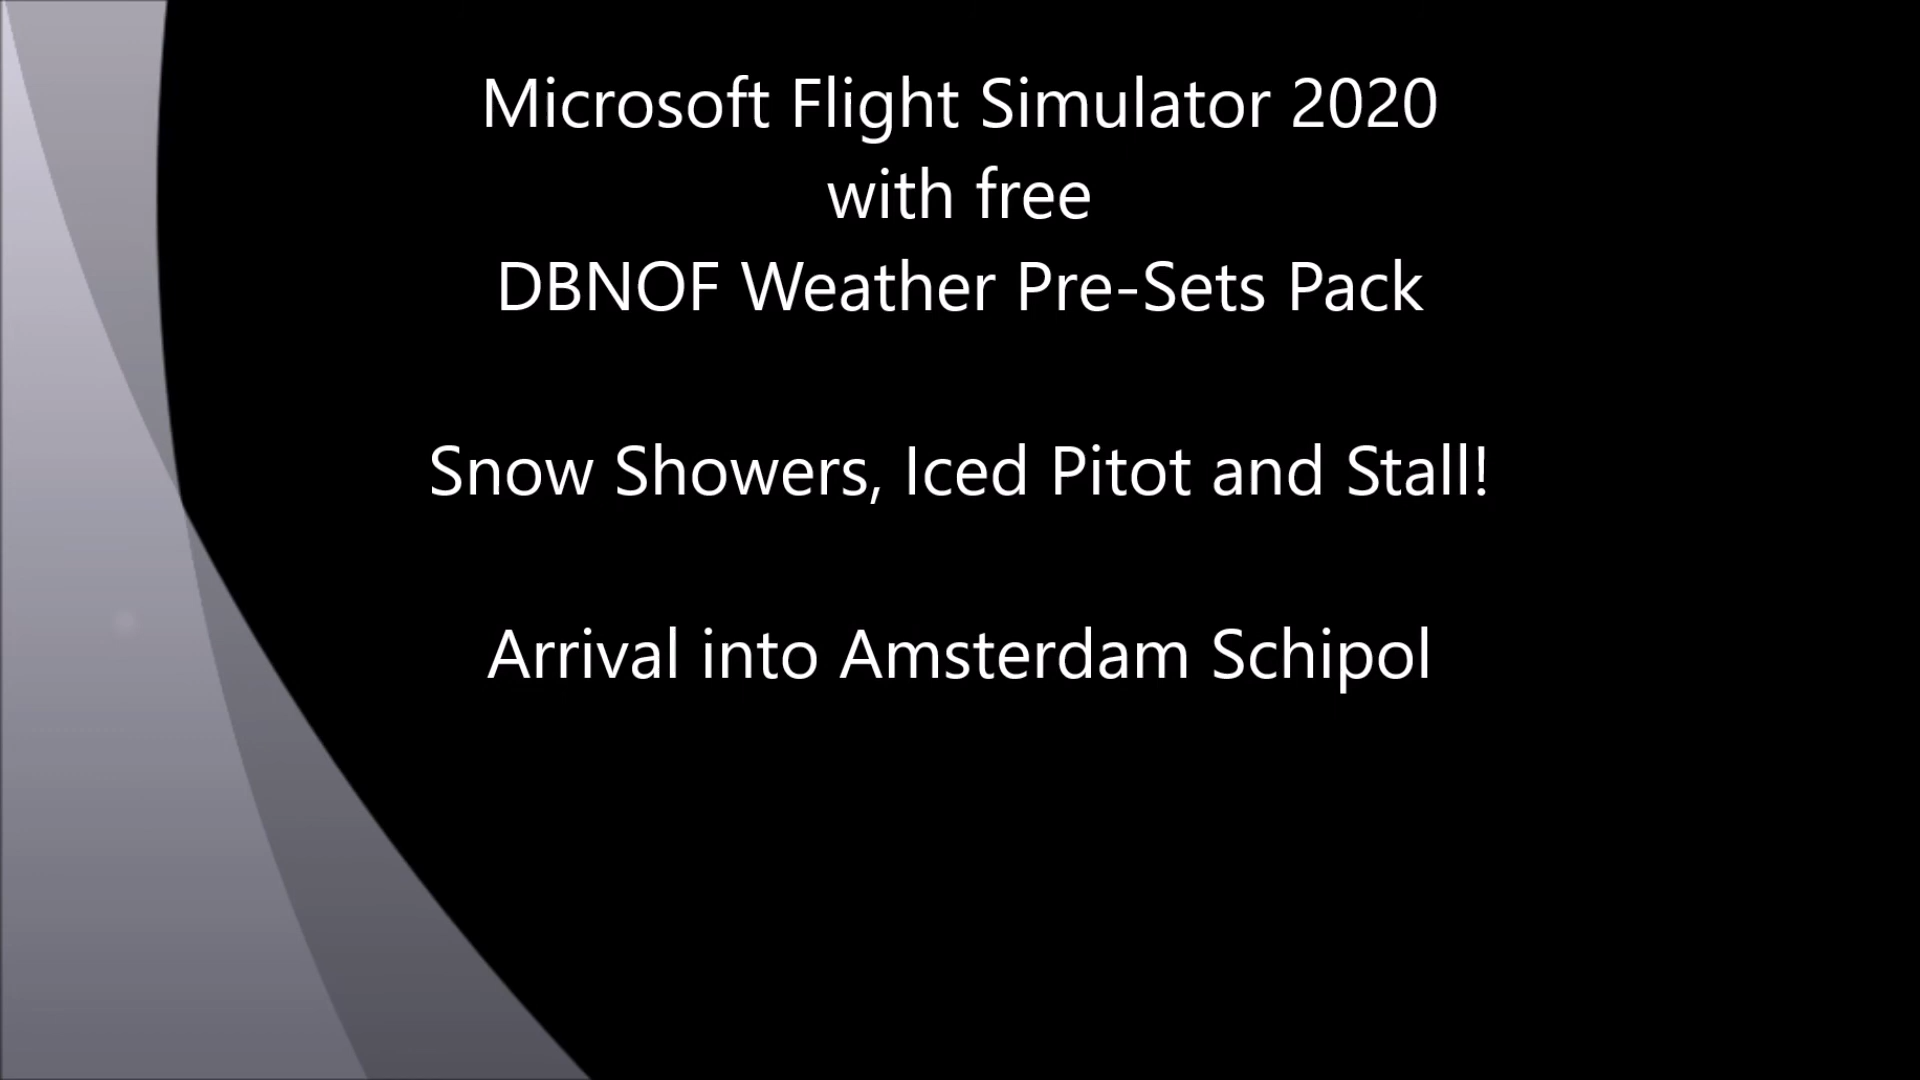 Microsoft Flight Simulator 2020
with free
DBNOF Weather Pre-Sets Pack
Snow Showers, Iced Pitot and Stall!
Arrival into Amsterdam Schipol